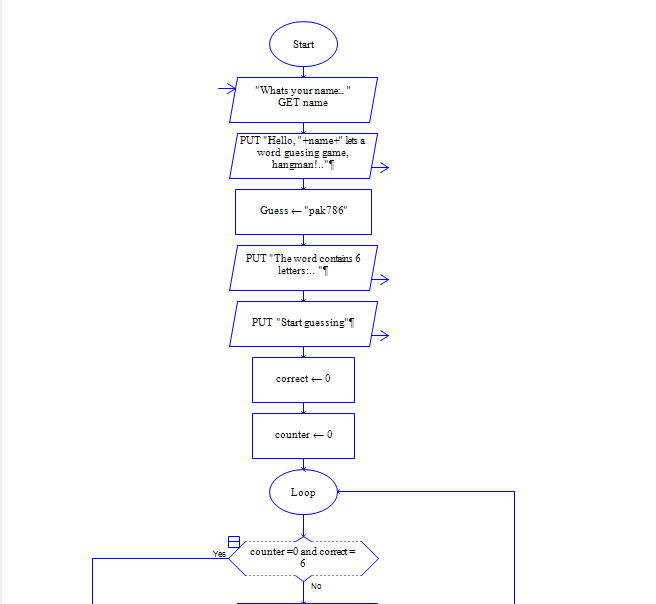 Start
"Whats your name:.. "
GET name
PUT "Hello, "+name+" lets a
word guesing game,
hangman!.."¶
Guess ← "pak786"
PUT "The word contains 6
letters:.. "¶
PUT "Start guessing"¶
correct ← 0
counter ← 0
Loop
Yes
counter =0 and correct =
6
No